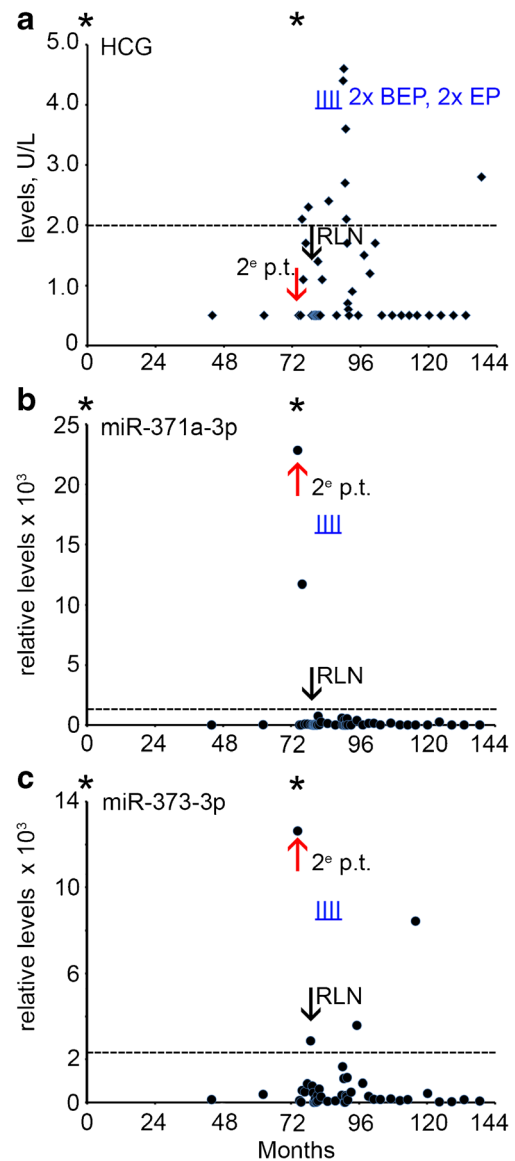 a * *
HCG
levels, U/L
5.0
4.0
3.0
2.0
1.0
0
2x BEP, 2x EP
RLN
2e p.t.
0 24 48 72 96 120 144
b * *
miR-371a-3p
relative levels x 10³
25
20
15
10
5
0
2e p.t.
RLN
0 24 48 72 96 120 144
c * *
miR-373-3p
relative levels x 10³
14
10
6
2
0
2e p.t.
RLN
0 24 48 72 96 120 144
Months